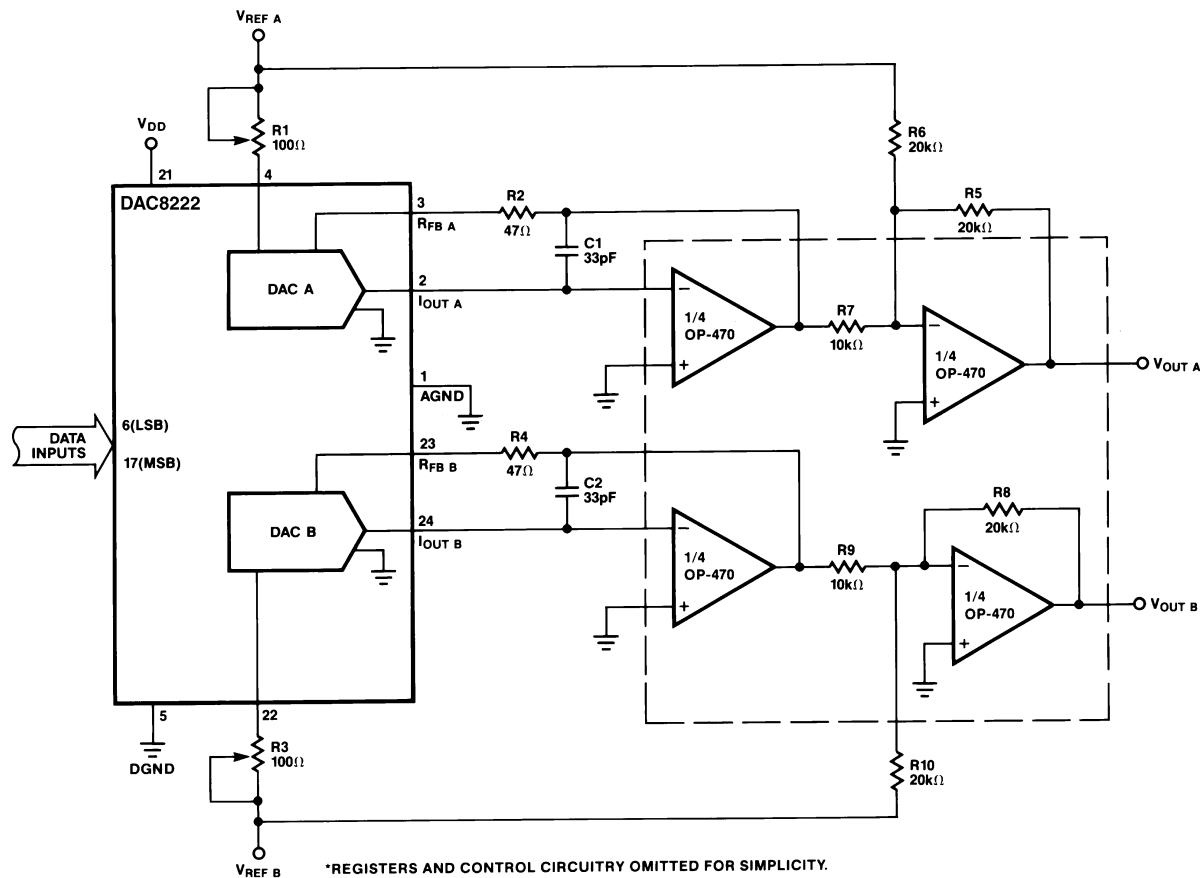 VREF A
R1
100Ω
VDD
21
4
DAC8222
DAC A
3
RFB A
2
IOUT A
R2
47Ω
C1
33pF
1
AGND
6(LSB)
DATA
INPUTS
17(MSB)
DAC B
23
RFB B
24
IOUT B
R4
47Ω
C2
33pF
1/4
OP-470
−
+
R7
10kΩ
R6
20kΩ
R5
20kΩ
1/4
OP-470
−
+
VOUT A
1/4
OP-470
−
+
R9
10kΩ
R8
20kΩ
1/4
OP-470
−
+
VOUT B
R10
20kΩ
5
DGND
22
R3
100Ω
VREF B
*REGISTERS AND CONTROL CIRCUITRY OMITTED FOR SIMPLICITY.